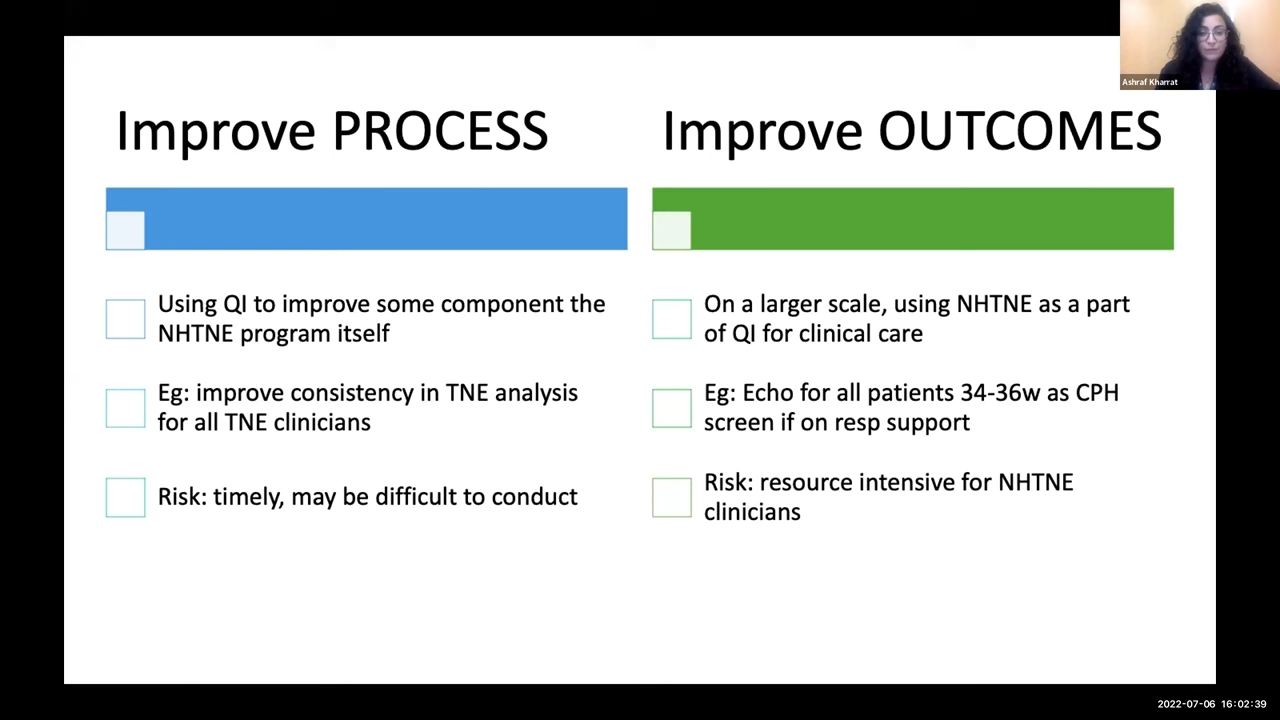 Ashraf Kharrat
Improve PROCESS
Using QI to improve some component the
NHTNE program itself
Eg: improve consistency in TNE analysis
for all TNE clinicians
Risk: timely, may be difficult to conduct
Improve OUTCOMES
On a larger scale, using NHTNE as a part
of QI for clinical care
Eg: Echo for all patients 34-36w as CPH
screen if on resp support
Risk: resource intensive for NHTNE
clinicians
2022-07-06 16:02:39